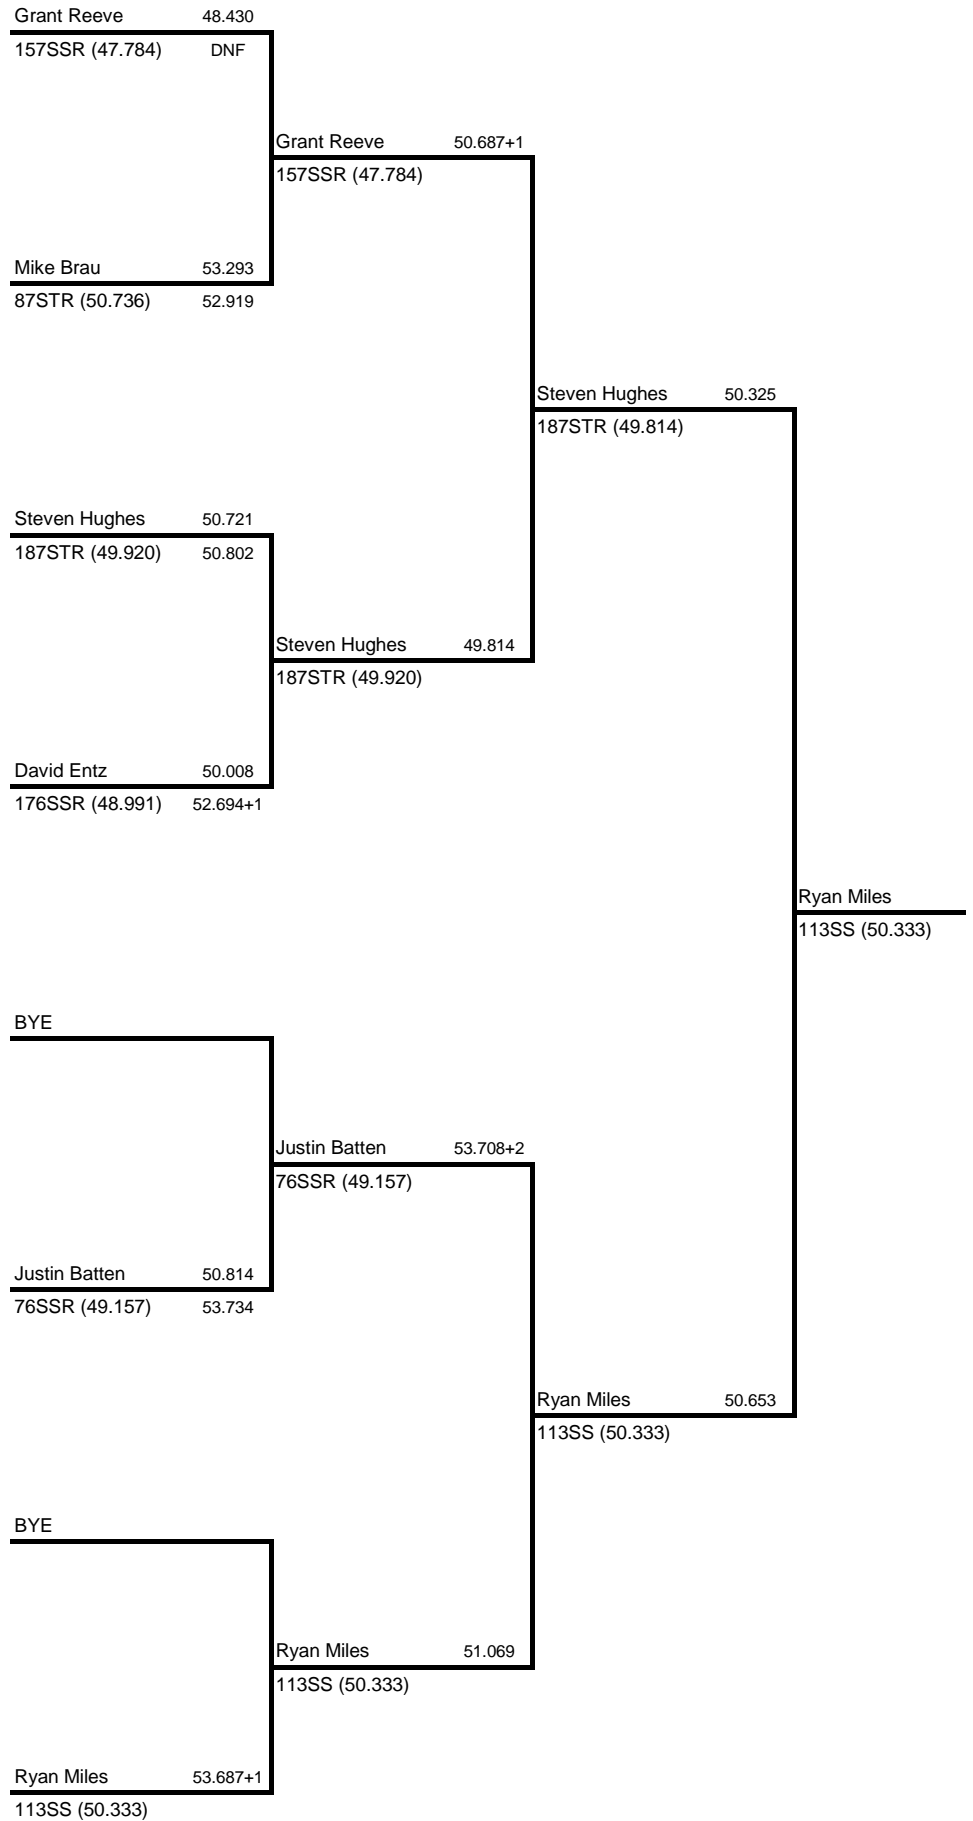 Grant Reeve 48.430
157SSR (47.784) DNF
Grant Reeve 50.687+1
157SSR (47.784)
Mike Brau 53.293
87STR (50.736) 52.919
Steven Hughes 50.325
187STR (49.814)
Steven Hughes 50.721
187STR (49.920) 50.802
Steven Hughes 49.814
187STR (49.920)
David Entz 50.008
176SSR (48.991) 52.694+1
Ryan Miles
113SS (50.333)
BYE
Justin Batten 53.708+2
76SSR (49.157)
Justin Batten 50.814
76SSR (49.157) 53.734
Ryan Miles 50.653
113SS (50.333)
BYE
Ryan Miles 51.069
113SS (50.333)
Ryan Miles 53.687+1
113SS (50.333)